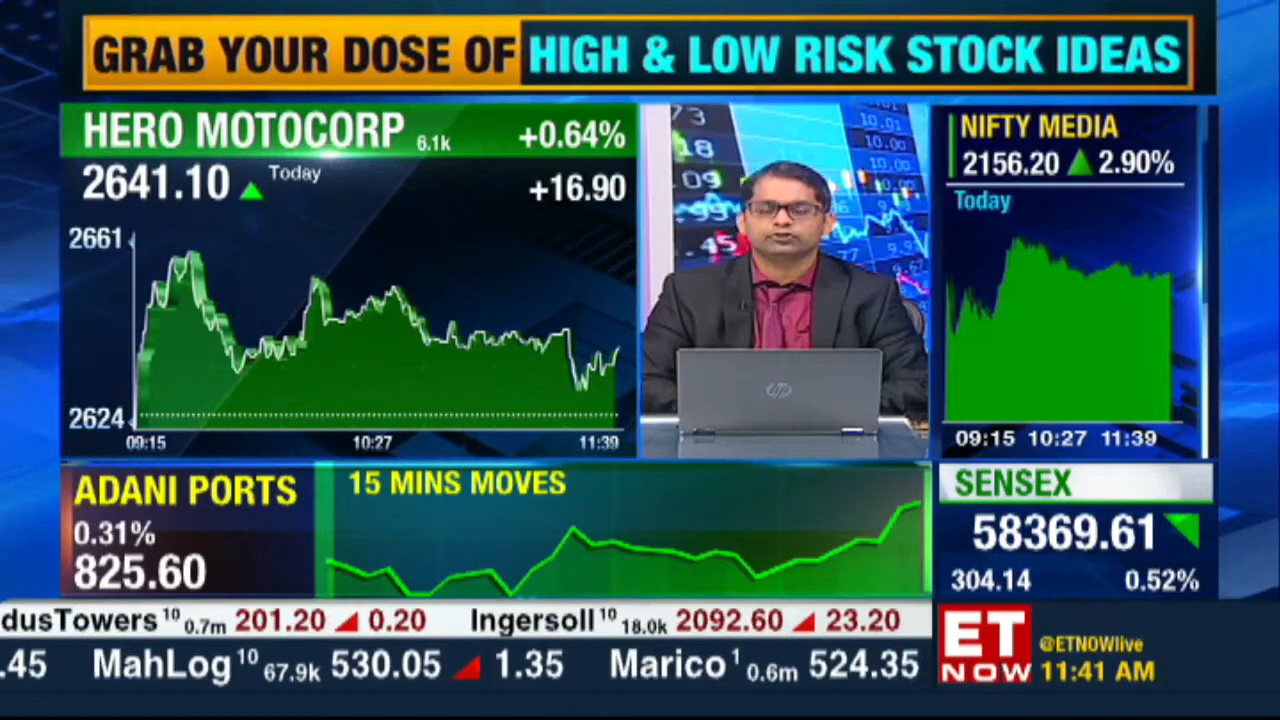 GRAB YOUR DOSE OF HIGH & LOW RISK STOCK IDEAS
HERO MOTOCORP 6.1k +0.64%
2641.10 Today +16.90
2661
2624
09:15 10:27 11:39
NIFTY MEDIA
2156.20 2.90%
Today
09:15 10:27 11:39
hp
ADANI PORTS
0.31%
825.60
15 MINS MOVES
SENSEX
58369.61
304.14 0.52%
dusTowers 10 0.7m 201.20 0.20 Ingersoll 10 18.0k 2092.60 23.20
.45 MahLog 10 67.9k 530.05 1.35 Marico 1 0.6m 524.35
ET
NOW
@ETNOWlive
11:41 AM